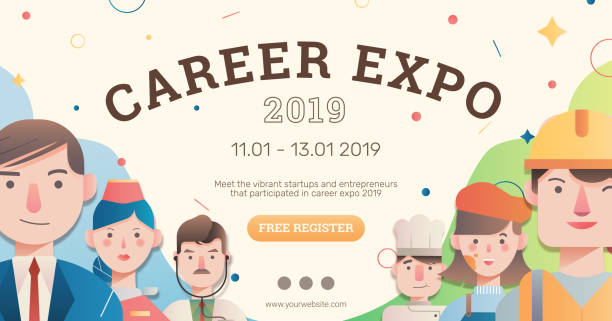 CAREER EXPO
2019
11.01 - 13.01 2019
Meet the vibrant startups and entrepreneurs
that participated in career expo 2019
FREE REGISTER
www.yourwebsite.com